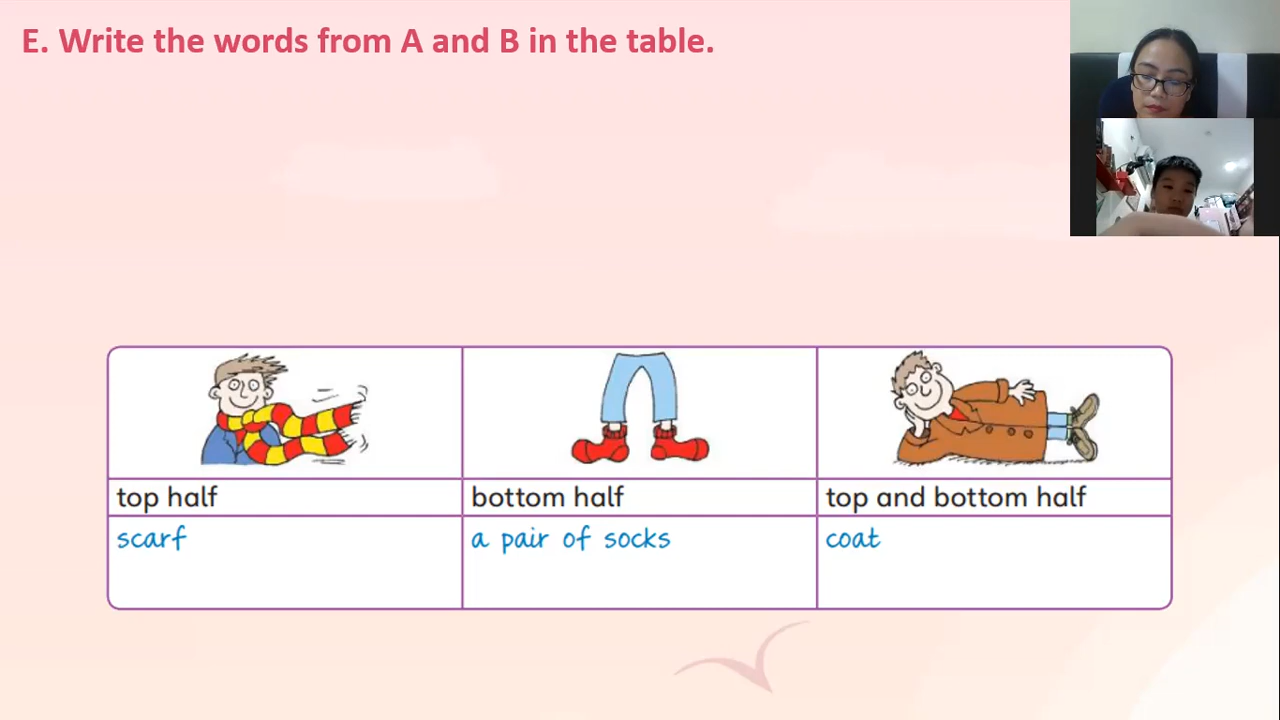 E. Write the words from A and B in the table.
top half
bottom half
top and bottom half
scarf
a pair of socks
coat